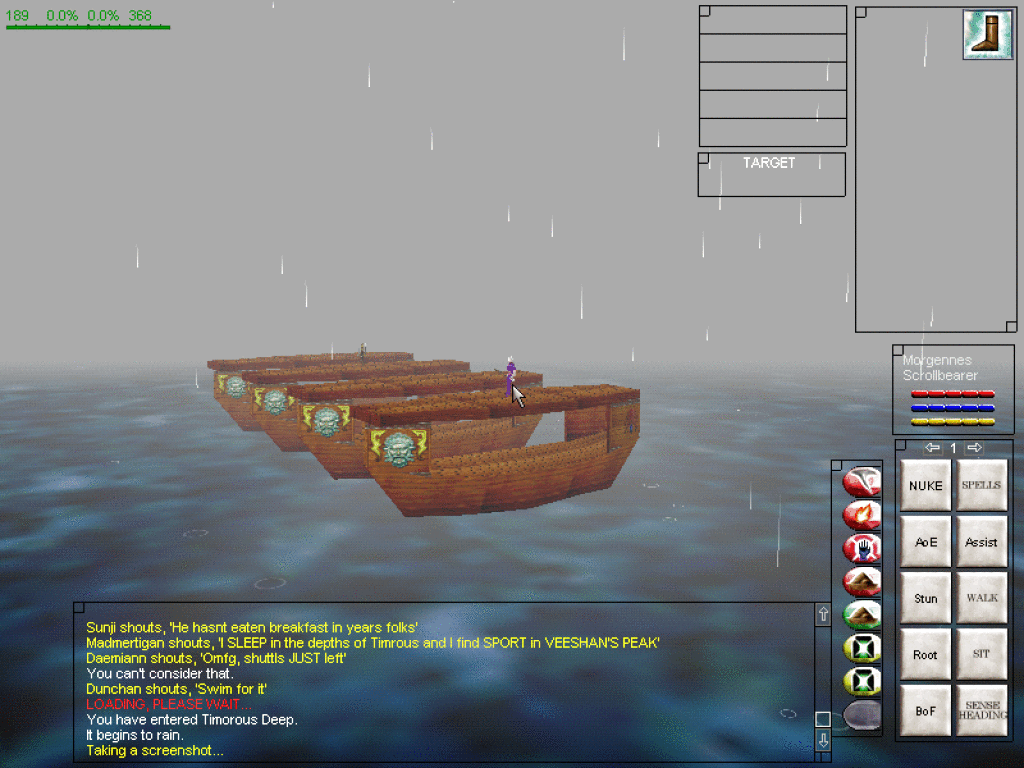 189 0.0% 0.0% 368
TARGET
Morgennes
Scrollbearer
1
NUKE SPELLS
AoE Assist
Stun WALK
Root SIT
BoF SENSE HEADING
Sunji shouts, 'He hasnt eaten breakfast in years folks'
Madmertigan shouts, 'I SLEEP in the depths of Timrous and I find SPORT in VEESHAN'S PEAK'
Daemiann shouts, 'Omfg, shuttls JUST left'
You can't consider that.
Dunchan shouts, 'Swim for it'
LOADING, PLEASE WAIT...
You have entered Timorous Deep.
It begins to rain.
Taking a screenshot...